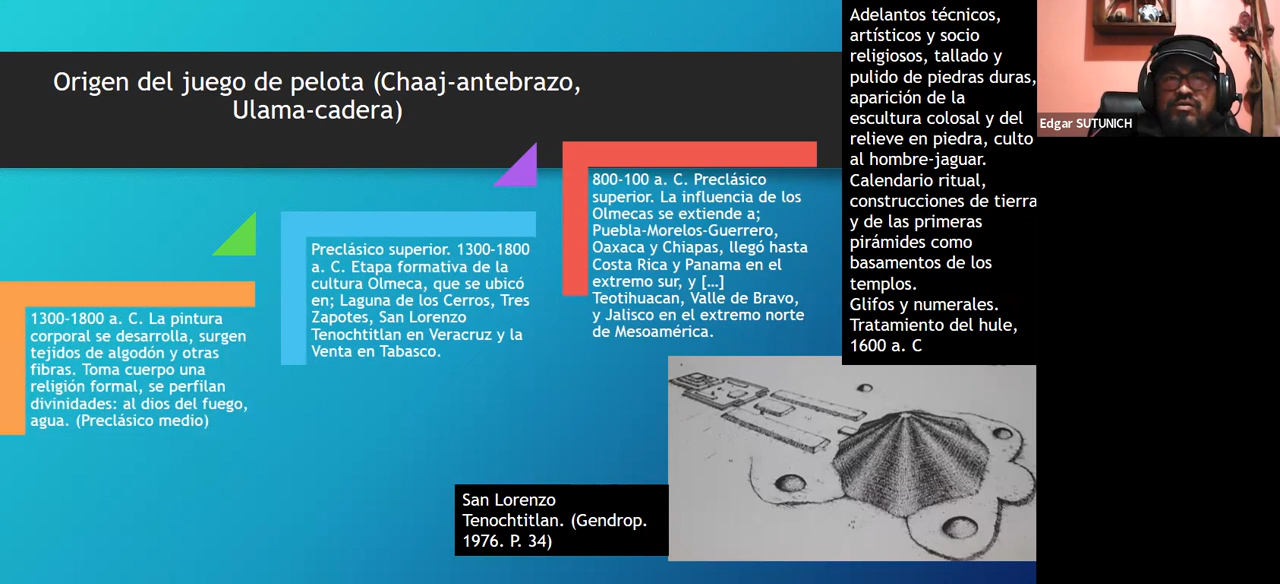 Origen del juego de pelota (Chaaj-antebrazo,
Ulama-cadera)
1300-1800 a. C. La pintura
corporal se desarrolla, surgen
tejidos de algodón y otras
fibras. Toma cuerpo una
religión formal, se perfilan
divinidades: al dios del fuego,
agua. (Preclásico medio)
Preclásico superior. 1300-1800
a. C. Etapa formativa de la
cultura Olmeca, que se ubicó
en; Laguna de los Cerros, Tres
Zapotes, San Lorenzo
Tenochtitlan en Veracruz y la
Venta en Tabasco.
800-100 a. C. Preclásico
superior. La influencia de los
Olmecas se extiende a;
Puebla-Morelos-Guerrero,
Oaxaca y Chiapas, llegó hasta
Costa Rica y Panama en el
extremo sur, y […]
Teotihuacan, Valle de Bravo,
y Jalisco en el extremo norte
de Mesoamérica.
Adelantos técnicos,
artísticos y socio
religiosos, tallado y
pulido de piedras duras,
aparición de la
escultura colosal y del
relieve en piedra, culto
al hombre-jaguar.
Calendario ritual,
construcciones de tierra
y de las primeras
pirámides como
basamentos de los
templos.
Glifos y numerales.
Tratamiento del hule,
1600 a. C
San Lorenzo
Tenochtitlan. (Gendrop.
1976. P. 34)
Edgar SUTUNICH